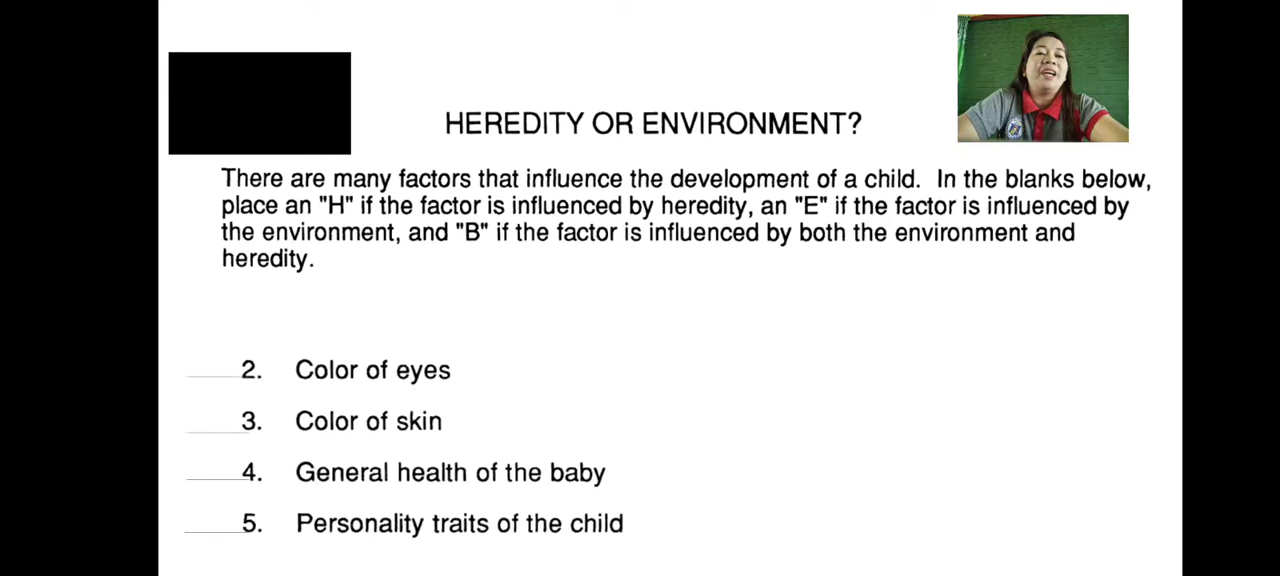 HEREDITY OR ENVIRONMENT?
There are many factors that influence the development of a child. In the blanks below,
place an "H" if the factor is influenced by heredity, an "E" if the factor is influenced by
the environment, and "B" if the factor is influenced by both the environment and
heredity.
2. Color of eyes
3. Color of skin
4. General health of the baby
5. Personality traits of the child